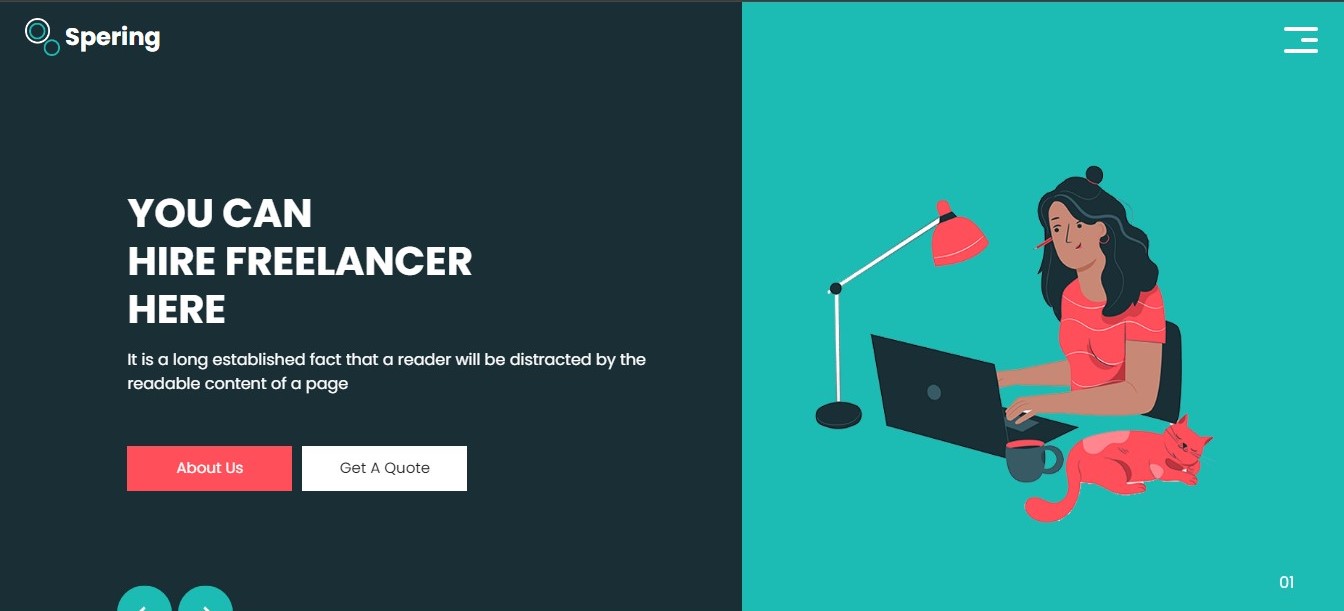 Spering
YOU CAN
HIRE FREELANCER
HERE
It is a long established fact that a reader will be distracted by the
readable content of a page
About Us
Get A Quote
01